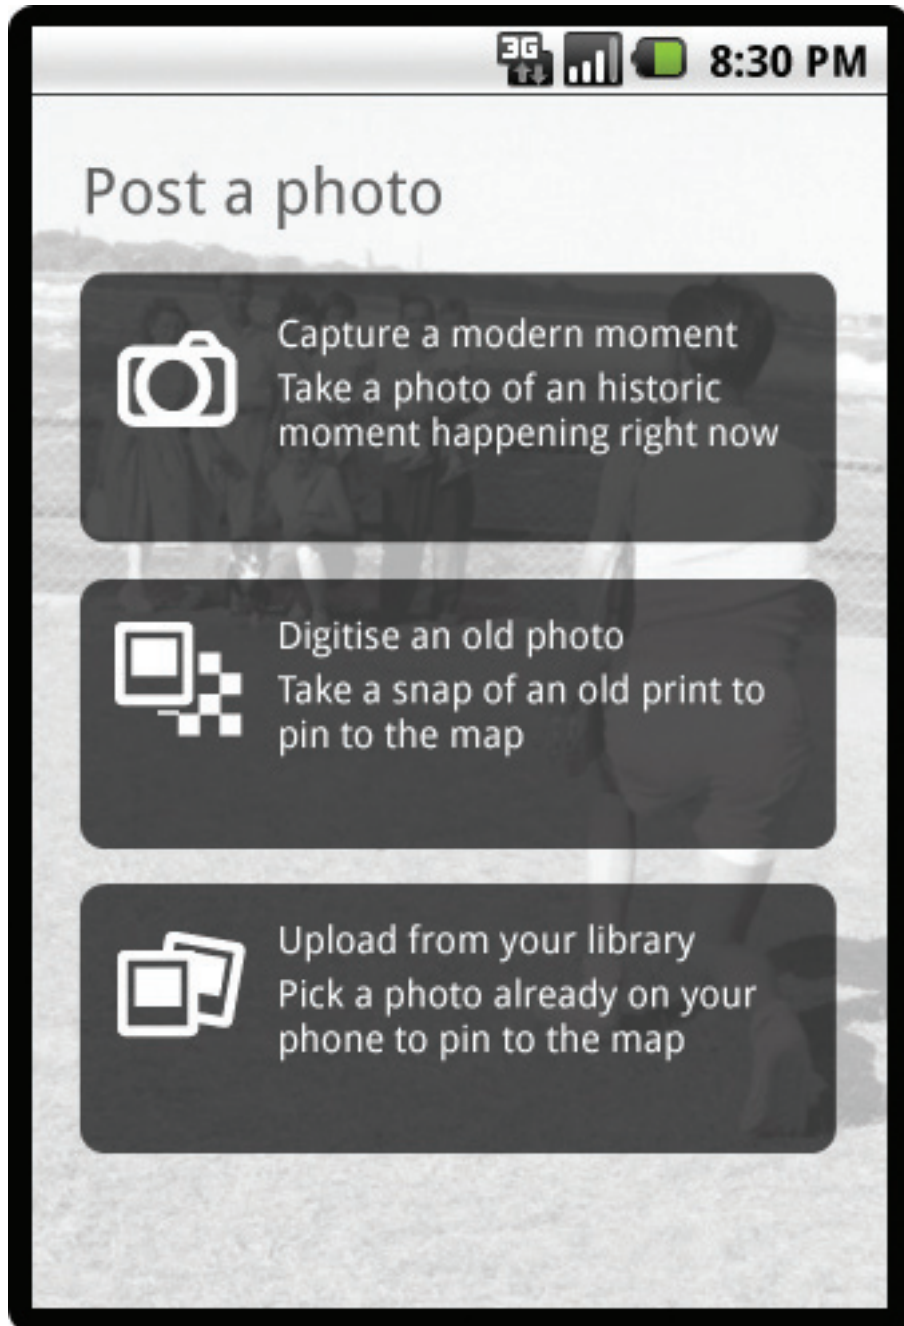 3G 8:30 PM
Post a photo
Capture a modern moment
Take a photo of an historic
moment happening right now
Digitise an old photo
Take a snap of an old print to
pin to the map
Upload from your library
Pick a photo already on your
phone to pin to the map